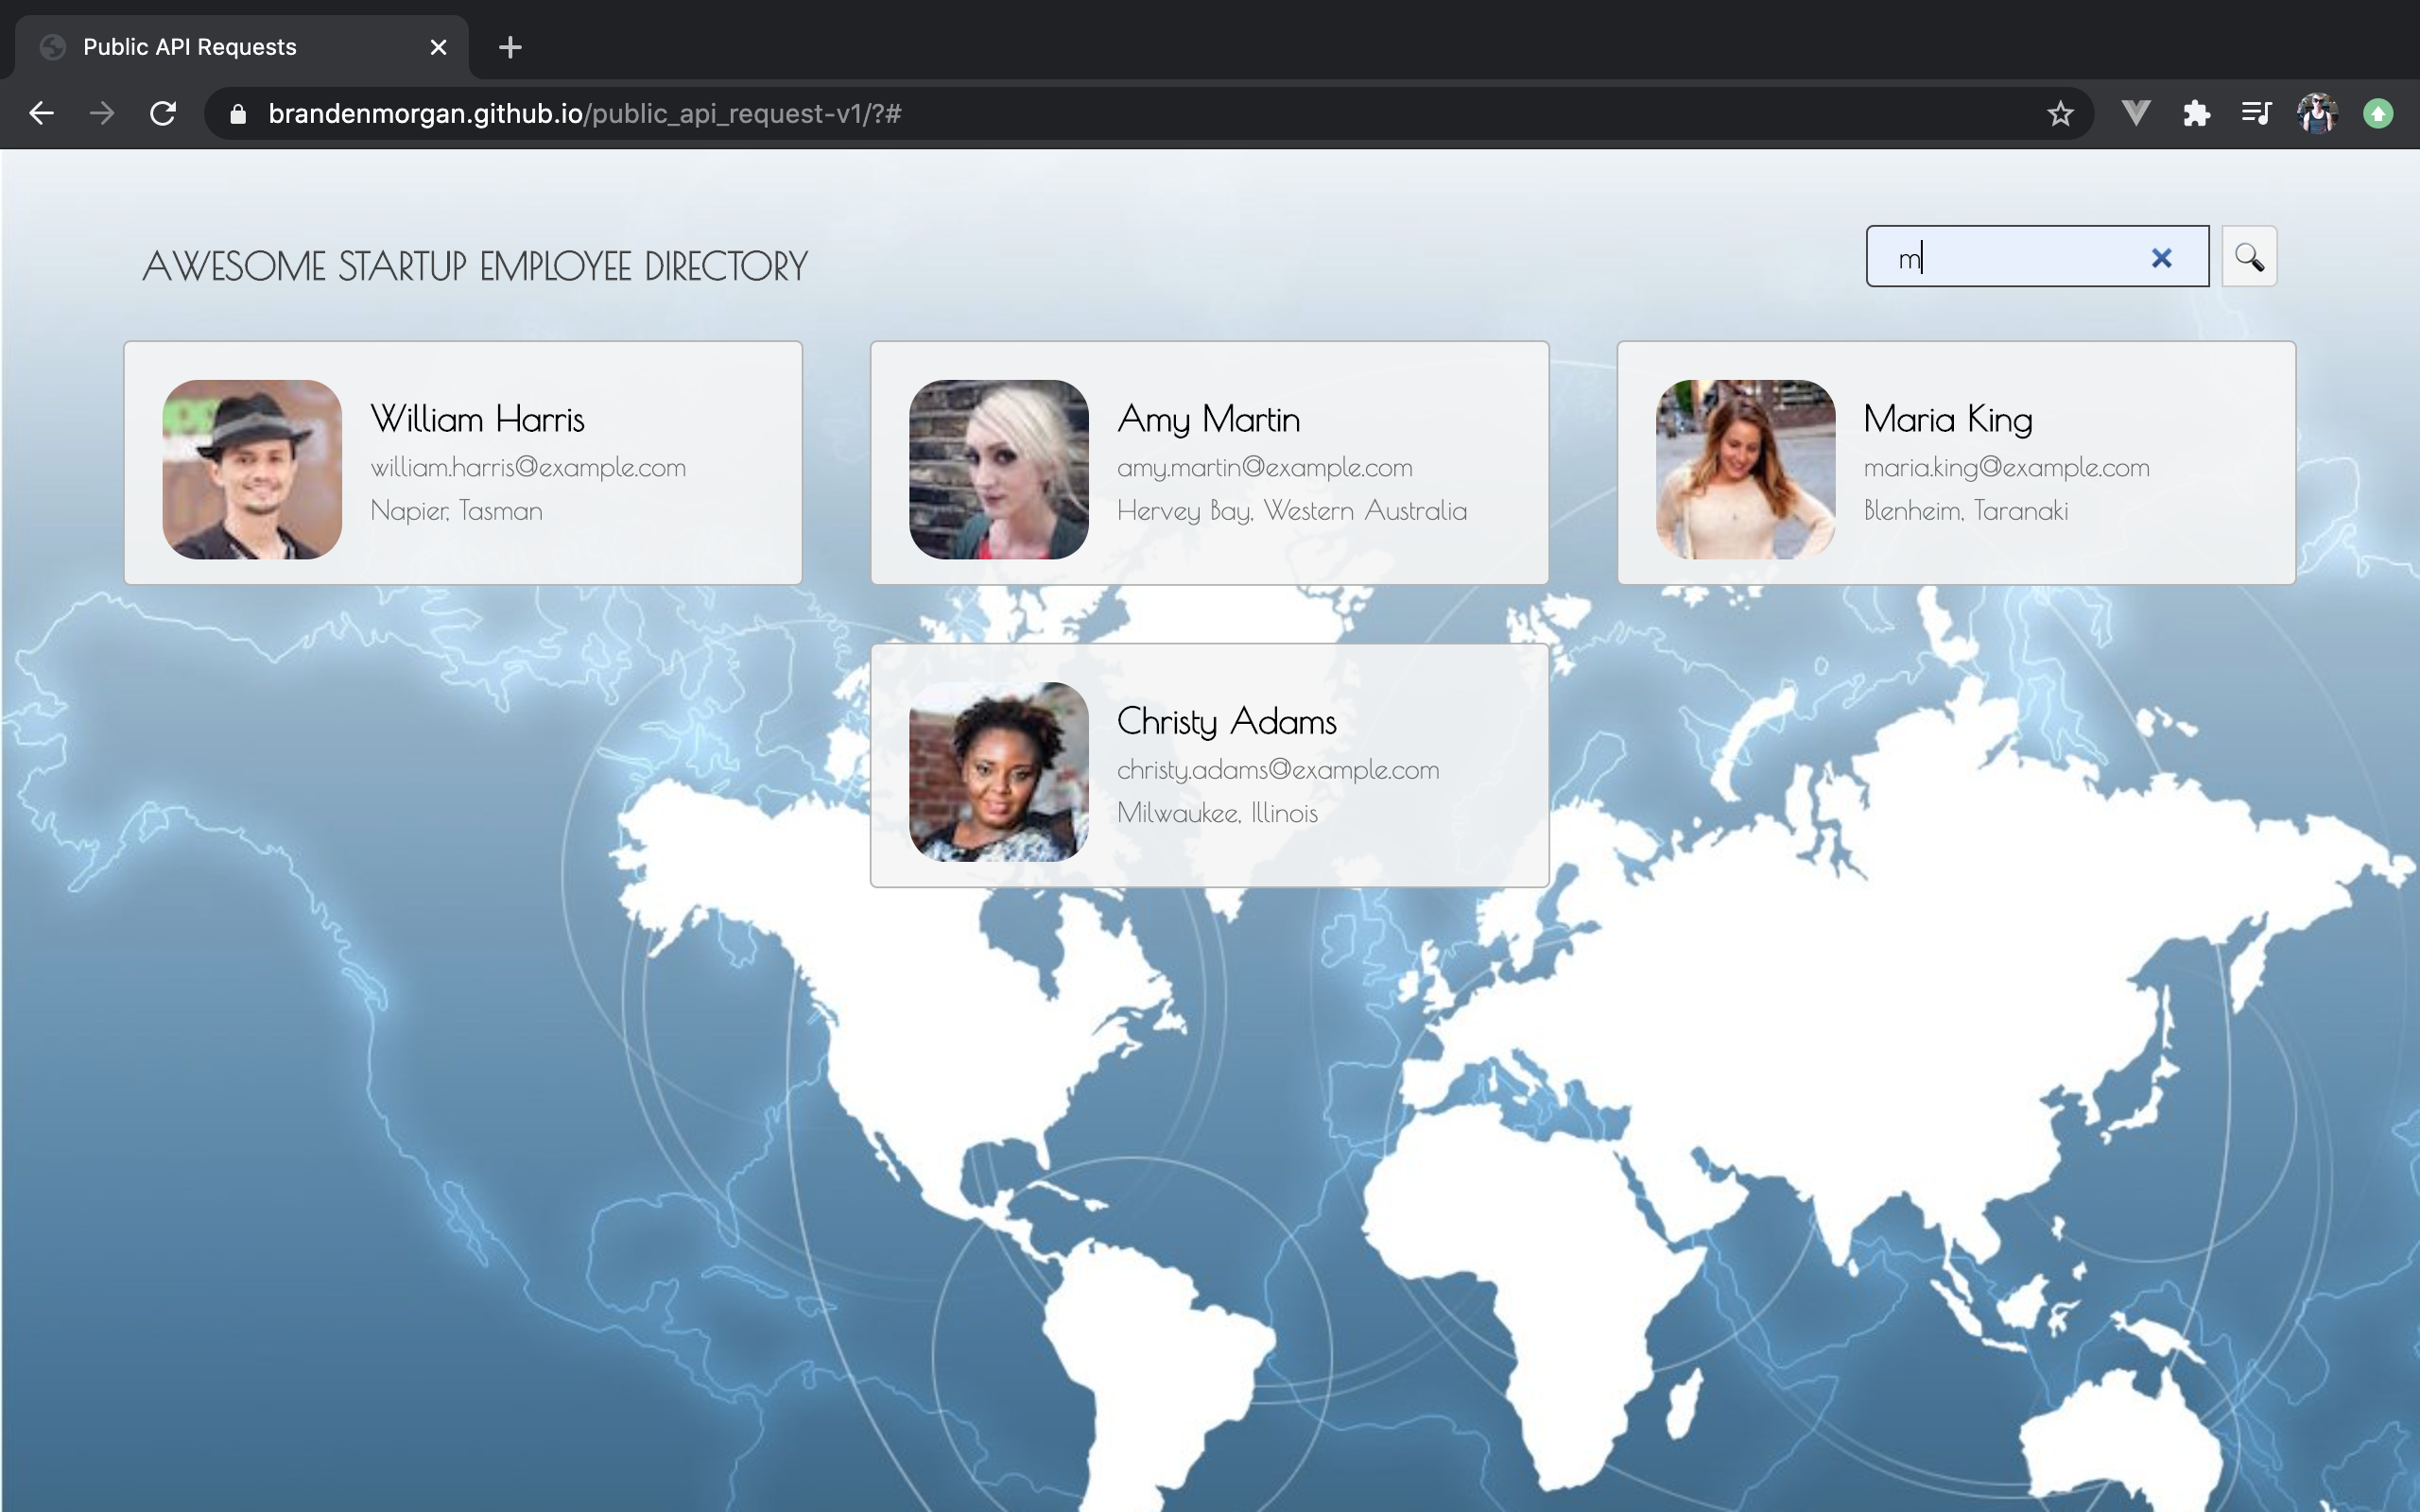 Public API Requests
brandenmorgan.github.io/public_api_request-v1/?#
AWESOME STARTUP EMPLOYEE DIRECTORY
m
William Harris
william.harris@example.com
Napier, Tasman
Amy Martin
amy.martin@example.com
Hervey Bay, Western Australia
Maria King
maria.king@example.com
Blenheim, Taranaki
Christy Adams
christy.adams@example.com
Milwaukee, Illinois